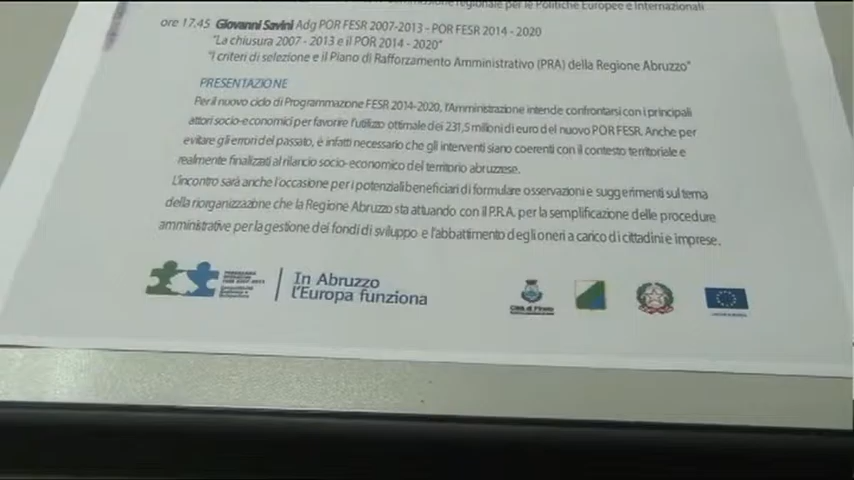 regionale per le Politiche Europee e Internazionali
ore 17.45 Giovanni Savini Adg POR FESR 2007-2013 - POR FESR 2014 - 2020
"La chiusura 2007 - 2013 e il POR 2014 - 2020"
"I criteri di selezione e il Piano di Rafforzamento Amministrativo (PRA) della Regione Abruzzo"
PRESENTAZIONE
Per il nuovo ciclo di Programmazione FESR 2014-2020, l'Amministrazione intende confrontarsi con i principali
attori socio-economici per favorire l'utilizzo ottimale dei 231,5 milioni di euro del nuovo POR FESR. Anche per
evitare gli errori del passato, è infatti necessario che gli interventi siano coerenti con il contesto territoriale e
realmente finalizzati al rilancio socio-economico del territorio abruzzese.
L'incontro sarà anche l'occasione per i potenziali beneficiari di formulare osservazioni e suggerimenti sul tema
della riorganizzazione che la Regione Abruzzo sta attuando con il P.R.A. per la semplificazione delle procedure
amministrative per la gestione dei fondi di sviluppo e l'abbattimento degli oneri a carico di cittadini e imprese.
In Abruzzo
l'Europa funziona